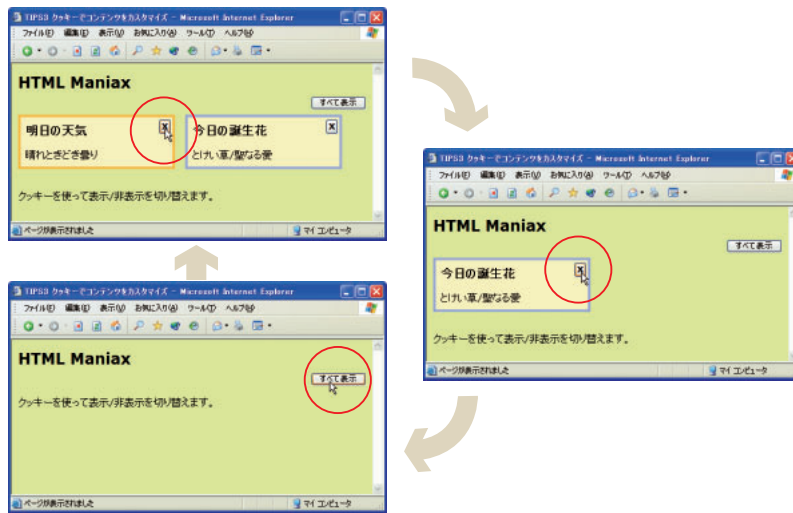 TIPS3 クッキーでコンテンツをカスタマイズ - Microsoft Internet Explorer
ファイル(F) 編集(E) 表示(V) お気に入り(A) ツール(T) ヘルプ(H)
HTML Maniax
すべて表示
明日の天気 X
晴れときどき曇り
今日の誕生花 X
とけい草/聖なる愛
クッキーを使って表示/非表示を切り替えます。
ページが表示されました マイ コンピュータ
TIPS3 クッキーでコンテンツをカスタマイズ - Microsoft Internet Explorer
ファイル(F) 編集(E) 表示(V) お気に入り(A) ツール(T) ヘルプ(H)
HTML Maniax
すべて表示
今日の誕生花 X
とけい草/聖なる愛
クッキーを使って表示/非表示を切り替えます。
ページが表示されました マイ コンピュータ
TIPS3 クッキーでコンテンツをカスタマイズ - Microsoft Internet Explorer
ファイル(F) 編集(E) 表示(V) お気に入り(A) ツール(T) ヘルプ(H)
HTML Maniax
すべて表示
クッキーを使って表示/非表示を切り替えます。
ページが表示されました マイ コンピュータ